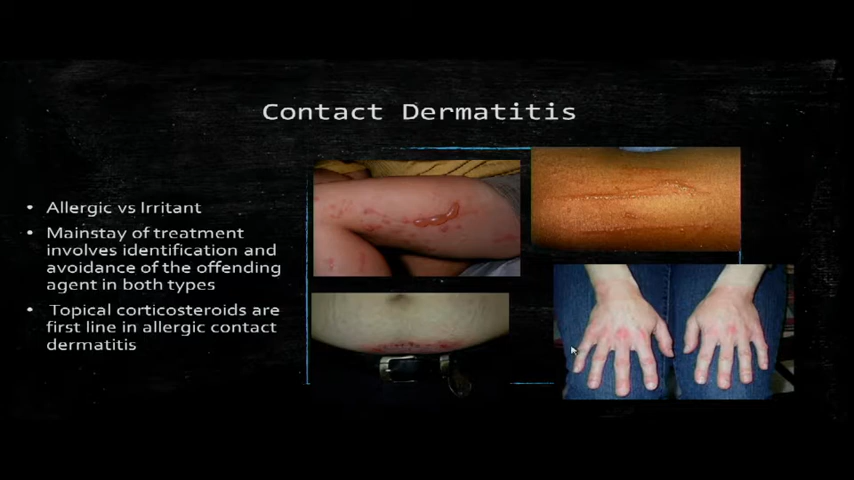 Contact Dermatitis
• Allergic vs Irritant
• Mainstay of treatment
involves identification and
avoidance of the offending
agent in both types
• Topical corticosteroids are
first line in allergic contact
dermatitis